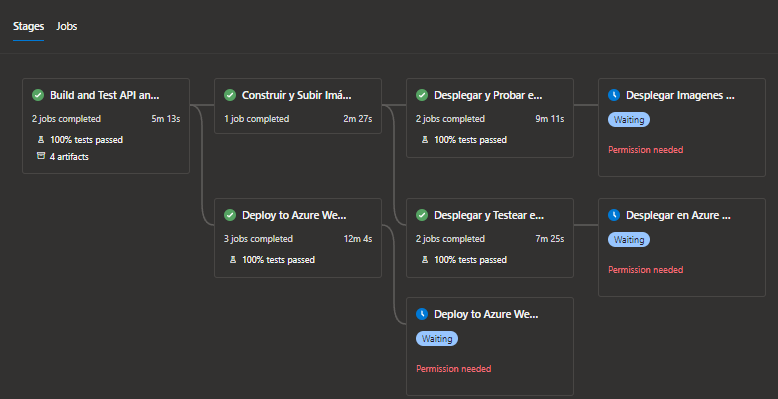 Stages Jobs
Build and Test API an...
2 jobs completed 5m 13s
100% tests passed
4 artifacts
Construir y Subir Imá...
1 job completed 2m 27s
Desplegar y Probar e...
2 jobs completed 9m 11s
100% tests passed
Desplegar Imagenes ...
Waiting
Permission needed
Deploy to Azure We...
3 jobs completed 12m 4s
100% tests passed
Desplegar y Testear e...
2 jobs completed 7m 25s
100% tests passed
Desplegar en Azure ...
Waiting
Permission needed
Deploy to Azure We...
Waiting
Permission needed